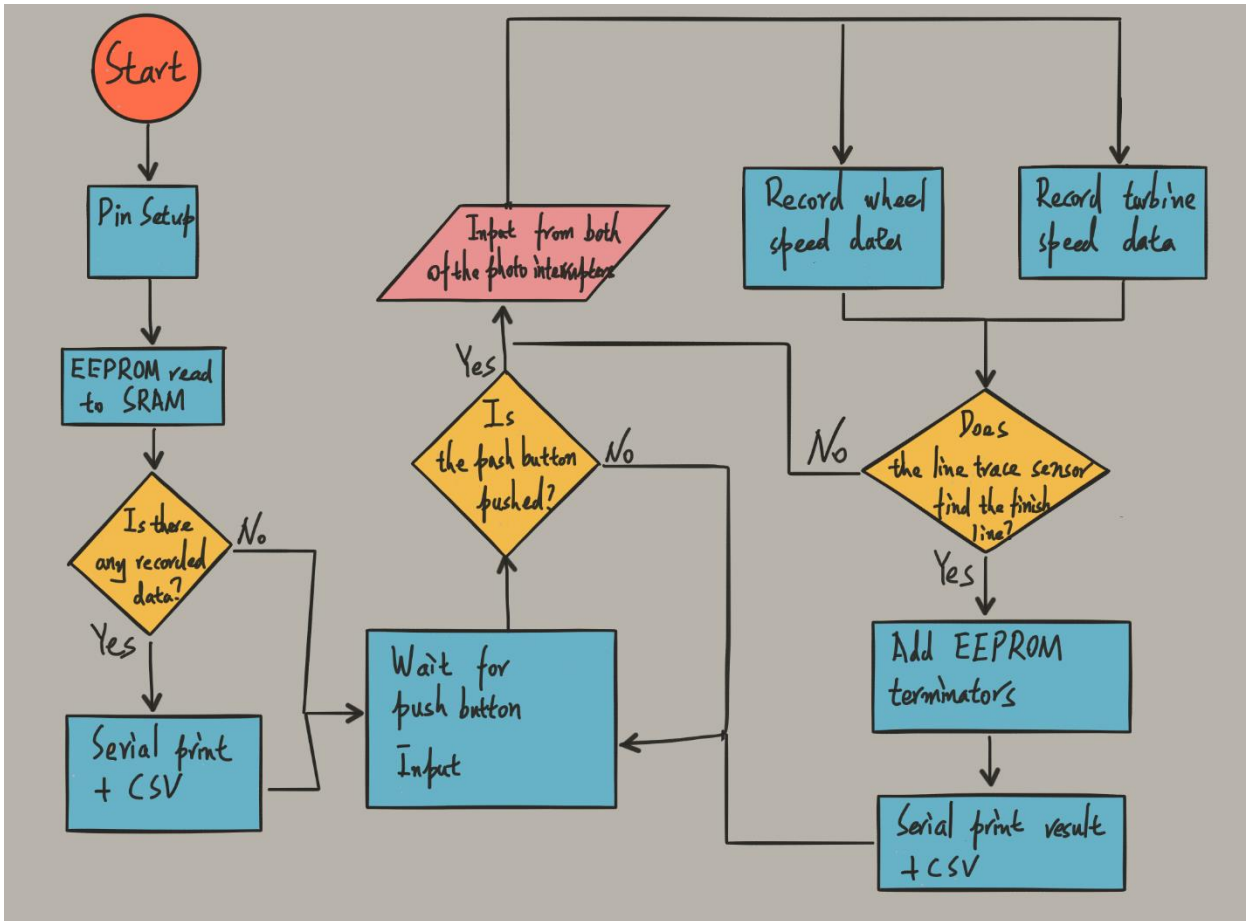 Start
Pin Setup
EEPROM read
to SRAM
Is there
any recorded
data?
No
Yes
Serial print
+ CSV
Wait for
push button
Input
Is
the push button
pushed?
No
Yes
Input from both
of the photo interrupters
Record wheel
speed data
Record turbine
speed data
Does
the line trace sensor
find the finish
line?
No
Yes
Add EEPROM
terminators
Serial print result
+ CSV